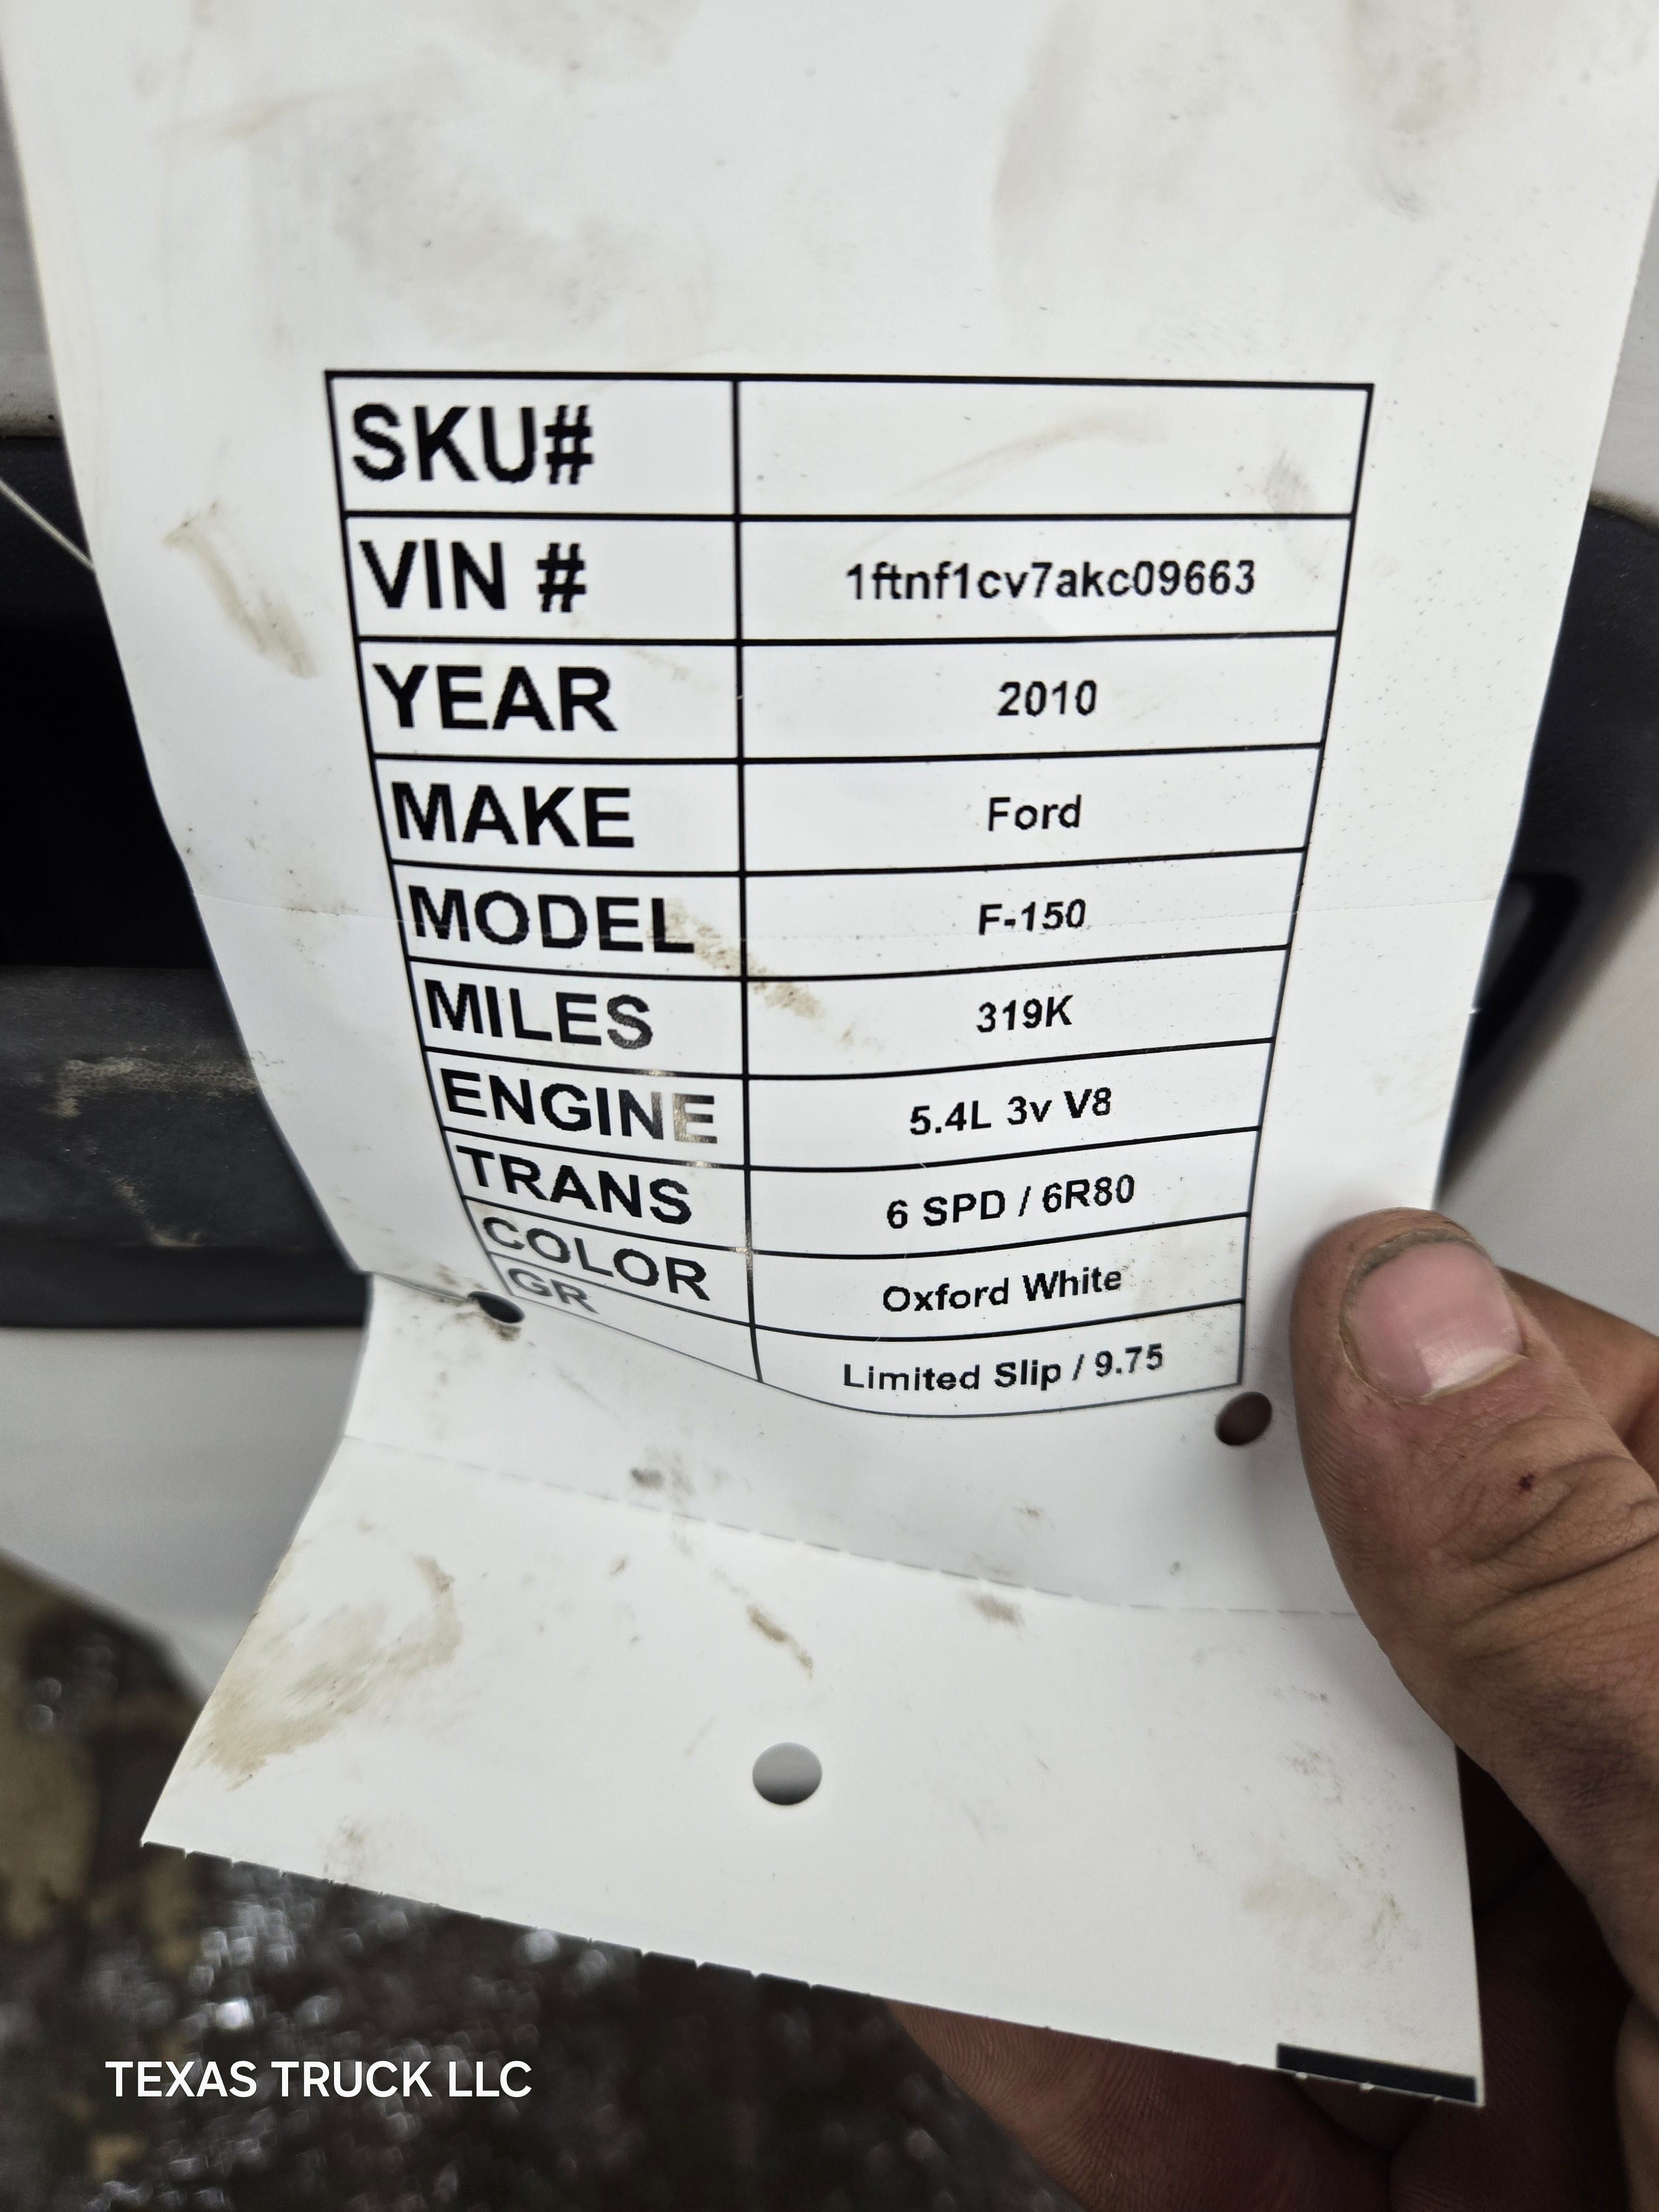 SKU#
VIN # 1ftnf1cv7akc09663
YEAR 2010
MAKE Ford
MODEL F-150
MILES 319K
ENGINE 5.4L 3v V8
TRANS 6 SPD / 6R80
COLOR Oxford White
GR Limited Slip / 9.75
TEXAS TRUCK LLC